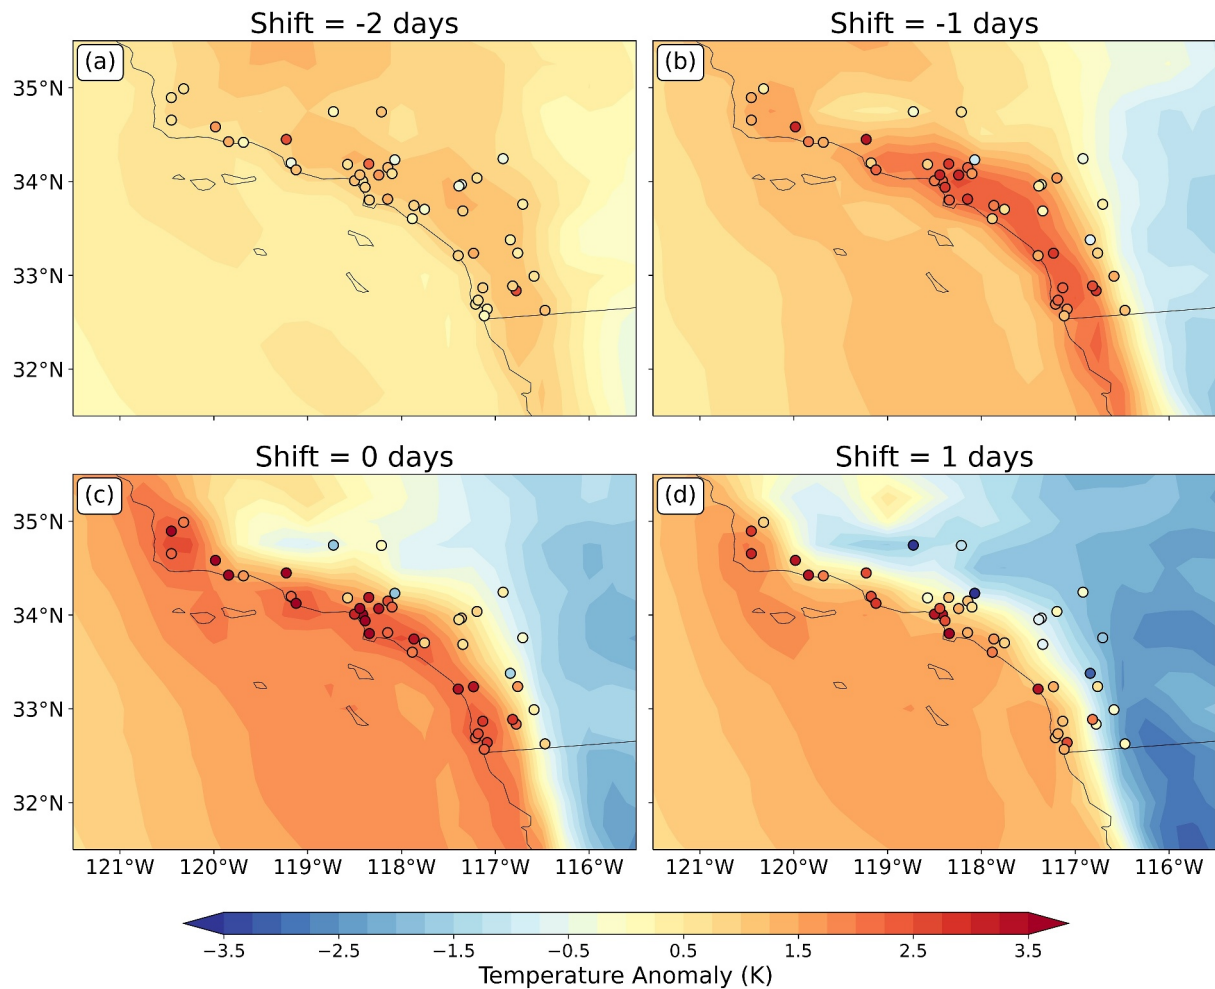 Shift = -2 days
Shift = -1 days
(a)
(b)
35°N
34°N
33°N
32°N
Shift = 0 days
Shift = 1 days
(c)
(d)
35°N
34°N
33°N
32°N
121°W 120°W 119°W 118°W 117°W 116°W
121°W 120°W 119°W 118°W 117°W 116°W
−3.5 −2.5 −1.5 −0.5 0.5 1.5 2.5 3.5
Temperature Anomaly (K)